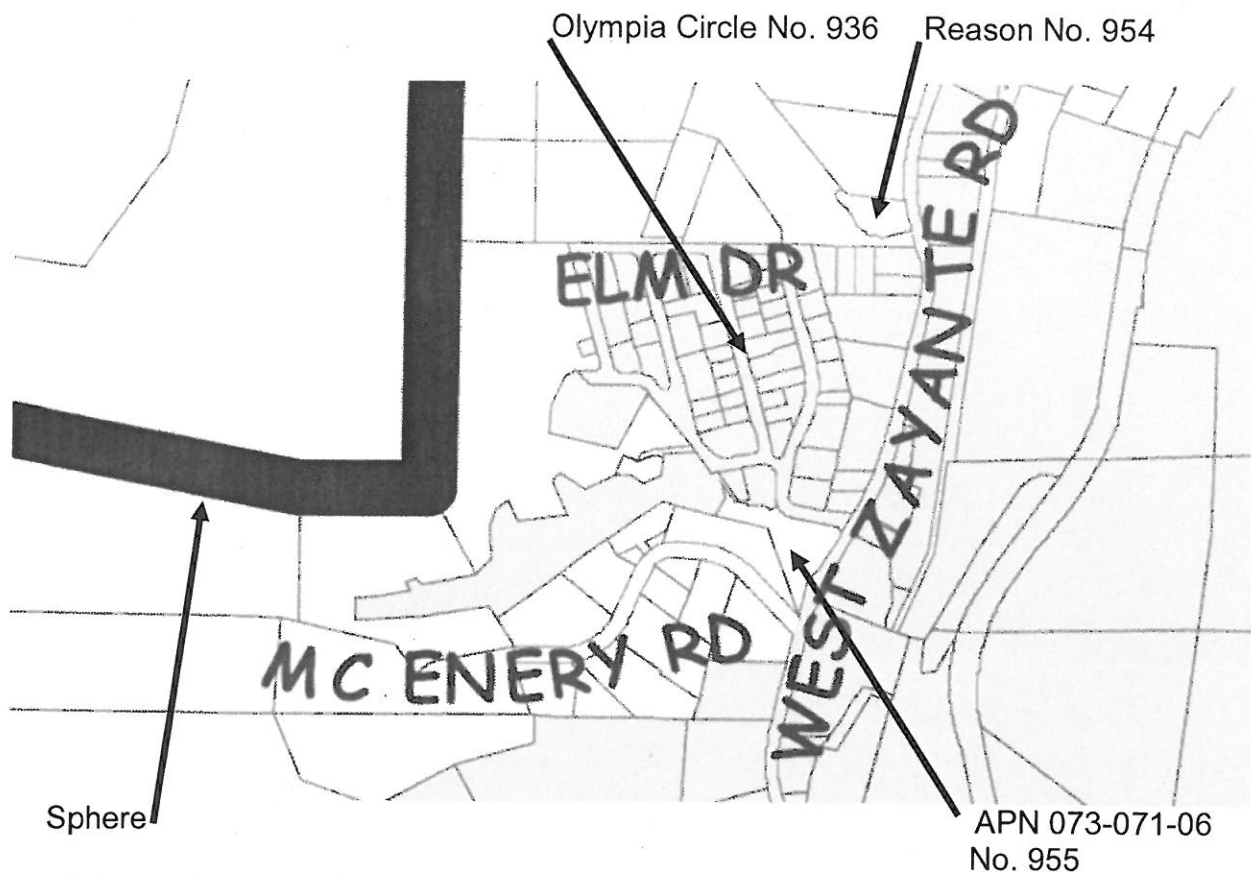 Olympia Circle No. 936
Reason No. 954
ELM DR
WEST ZAYANTE RD
MC ENERY RD
Sphere
APN 073-071-06
No. 955